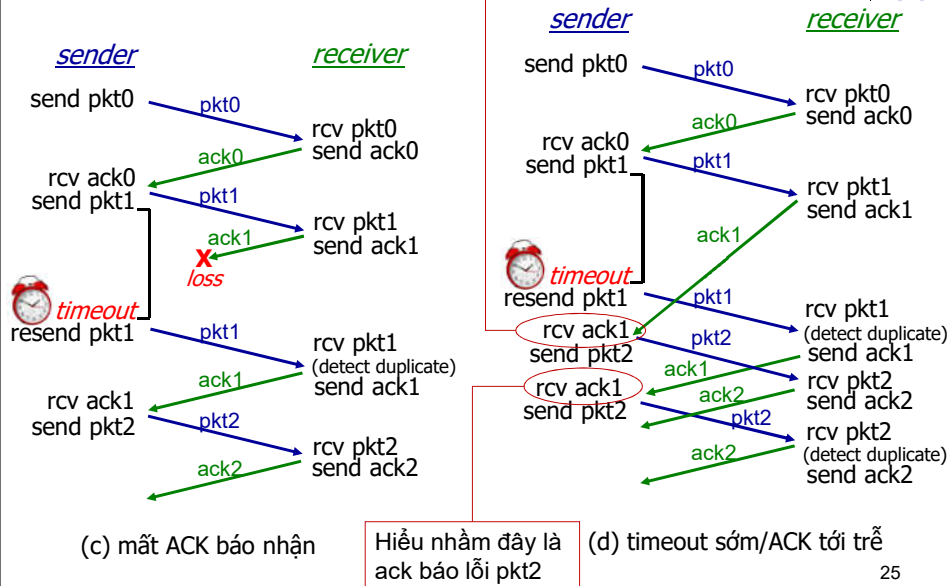 sender
receiver
send pkt0
pkt0
rcv pkt0
send ack0
ack0
rcv ack0
send pkt1
pkt1
rcv pkt1
send ack1
ack1
X
loss
timeout
resend pkt1
pkt1
rcv pkt1
(detect duplicate)
send ack1
ack1
rcv ack1
send pkt2
pkt2
rcv pkt2
send ack2
ack2
(c) mất ACK báo nhận
sender
receiver
send pkt0
pkt0
rcv pkt0
send ack0
ack0
rcv ack0
send pkt1
pkt1
rcv pkt1
send ack1
ack1
timeout
resend pkt1
pkt1
rcv pkt1
(detect duplicate)
send ack1
rcv ack1
send pkt2
pkt2
ack1
rcv pkt2
send ack2
rcv ack1
send pkt2
ack2
pkt2
rcv pkt2
(detect duplicate)
send ack2
ack2
Hiểu nhầm đây là
ack báo lỗi pkt2
(d) timeout sớm/ACK tới trễ
25